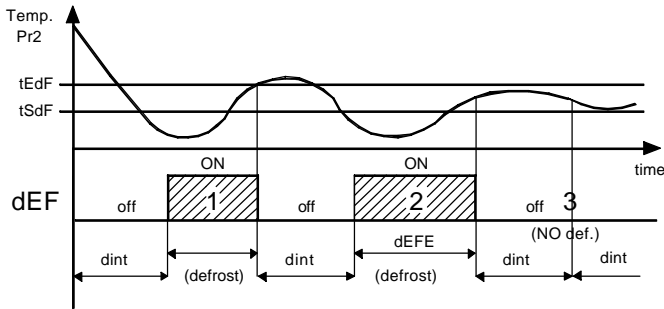 Temp.
Pr2
tEdF
tSdF
time
ON ON
dEF off 1 off 2 off 3
(NO def.)
dEFE
dint (defrost) dint (defrost) dint dint